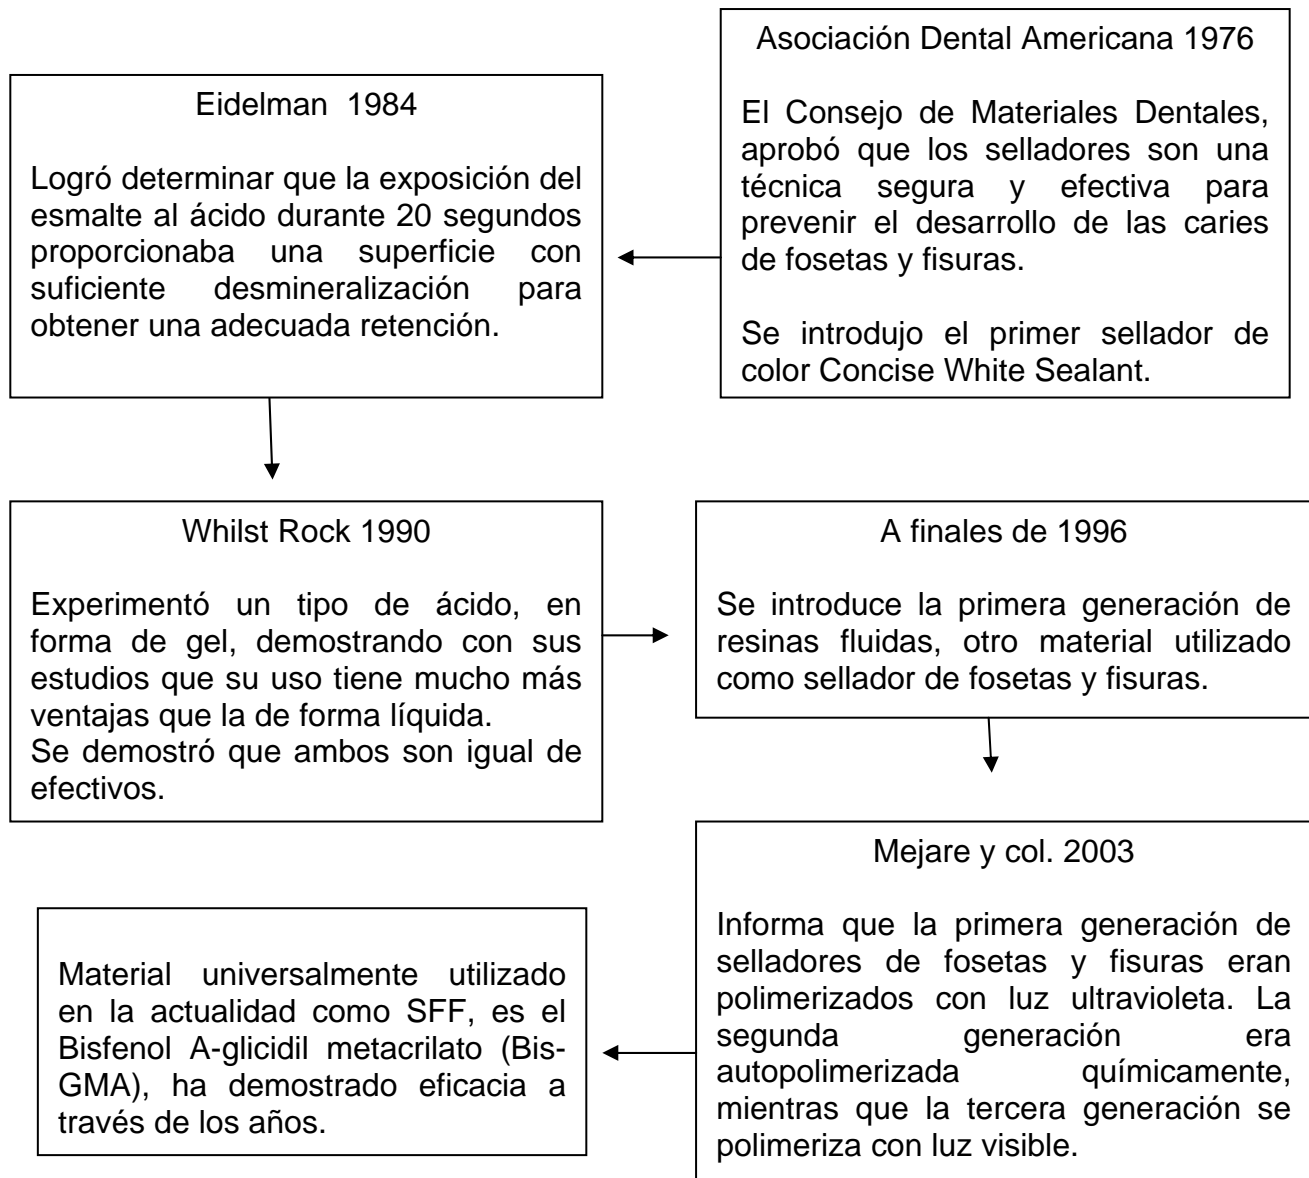 Asociación Dental Americana 1976
El Consejo de Materiales Dentales,
aprobó que los selladores son una
técnica segura y efectiva para
prevenir el desarrollo de las caries
de fosetas y fisuras.
Se introdujo el primer sellador de
color Concise White Sealant.
Eidelman 1984
Logró determinar que la exposición del
esmalte al ácido durante 20 segundos
proporcionaba una superficie con
suficiente desmineralización para
obtener una adecuada retención.
Whilst Rock 1990
Experimentó un tipo de ácido, en
forma de gel, demostrando con sus
estudios que su uso tiene mucho más
ventajas que la de forma líquida.
Se demostró que ambos son igual de
efectivos.
A finales de 1996
Se introduce la primera generación de
resinas fluidas, otro material utilizado
como sellador de fosetas y fisuras.
Mejare y col. 2003
Informa que la primera generación de
selladores de fosetas y fisuras eran
polimerizados con luz ultravioleta. La
segunda generación era
autopolimerizada químicamente,
mientras que la tercera generación se
polimeriza con luz visible.
Material universalmente utilizado
en la actualidad como SFF, es el
Bisfenol A-glicidil metacrilato (Bis-
GMA), ha demostrado eficacia a
través de los años.